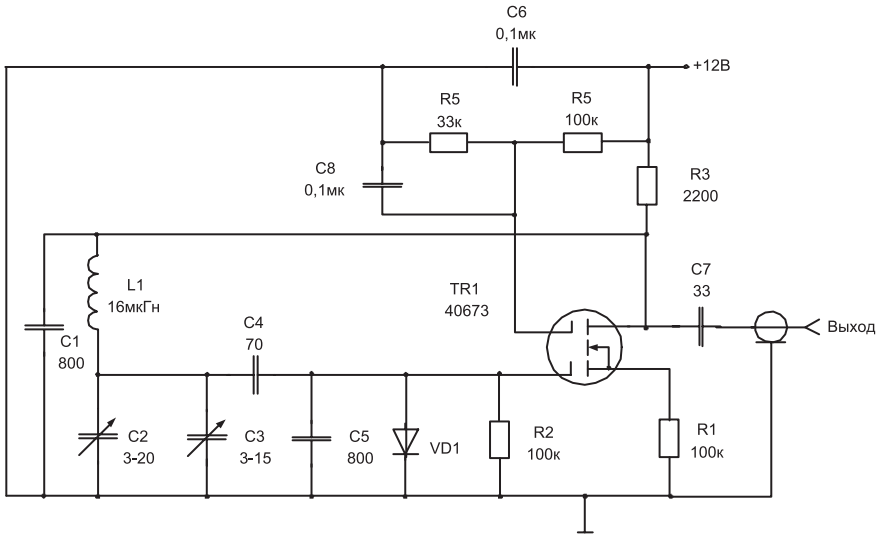 C6
0,1мк
+12В
R5
33к
R5
100к
C8
0,1мк
R3
2200
L1
16мкГн
TR1
40673
C7
33
Выход
C1
800
C4
70
C2
3-20
C3
3-15
C5
800
VD1
R2
100к
R1
100к